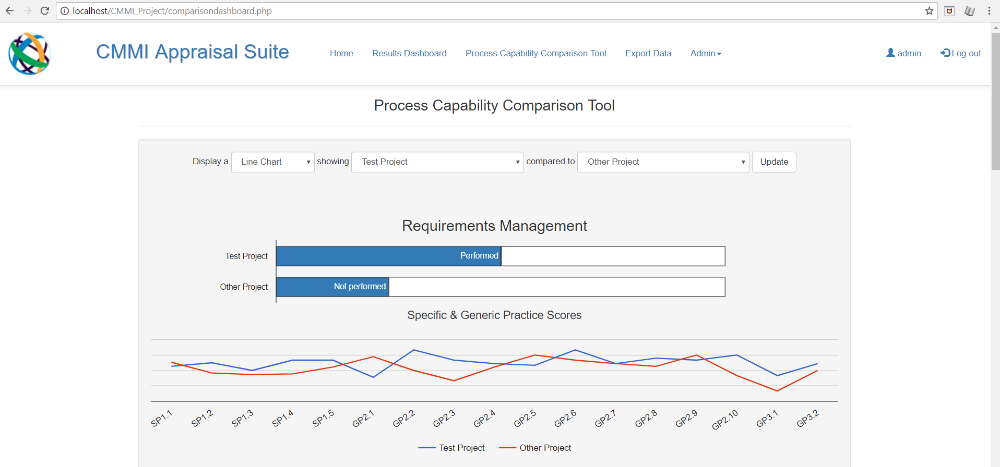 localhost/CMMI_Project/comparisondashboard.php
CMMI Appraisal Suite
Home Results Dashboard Process Capability Comparison Tool Export Data Admin admin Log out
Process Capability Comparison Tool
Display a Line Chart showing Test Project compared to Other Project Update
Requirements Management
Test Project Performed
Other Project Not performed
Specific & Generic Practice Scores
SP1.1 SP1.2 SP1.3 SP1.4 SP1.5 GP2.1 GP2.2 GP2.3 GP2.4 GP2.5 GP2.6 GP2.7 GP2.8 GP2.9 GP2.10 GP3.1 GP3.2
Test Project Other Project